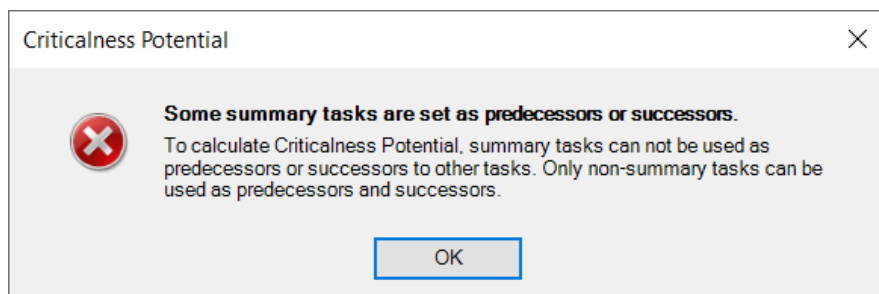 Criticalness Potential
Some summary tasks are set as predecessors or successors.
To calculate Criticalness Potential, summary tasks can not be used as
predecessors or successors to other tasks. Only non-summary tasks can be
used as predecessors and successors.
OK